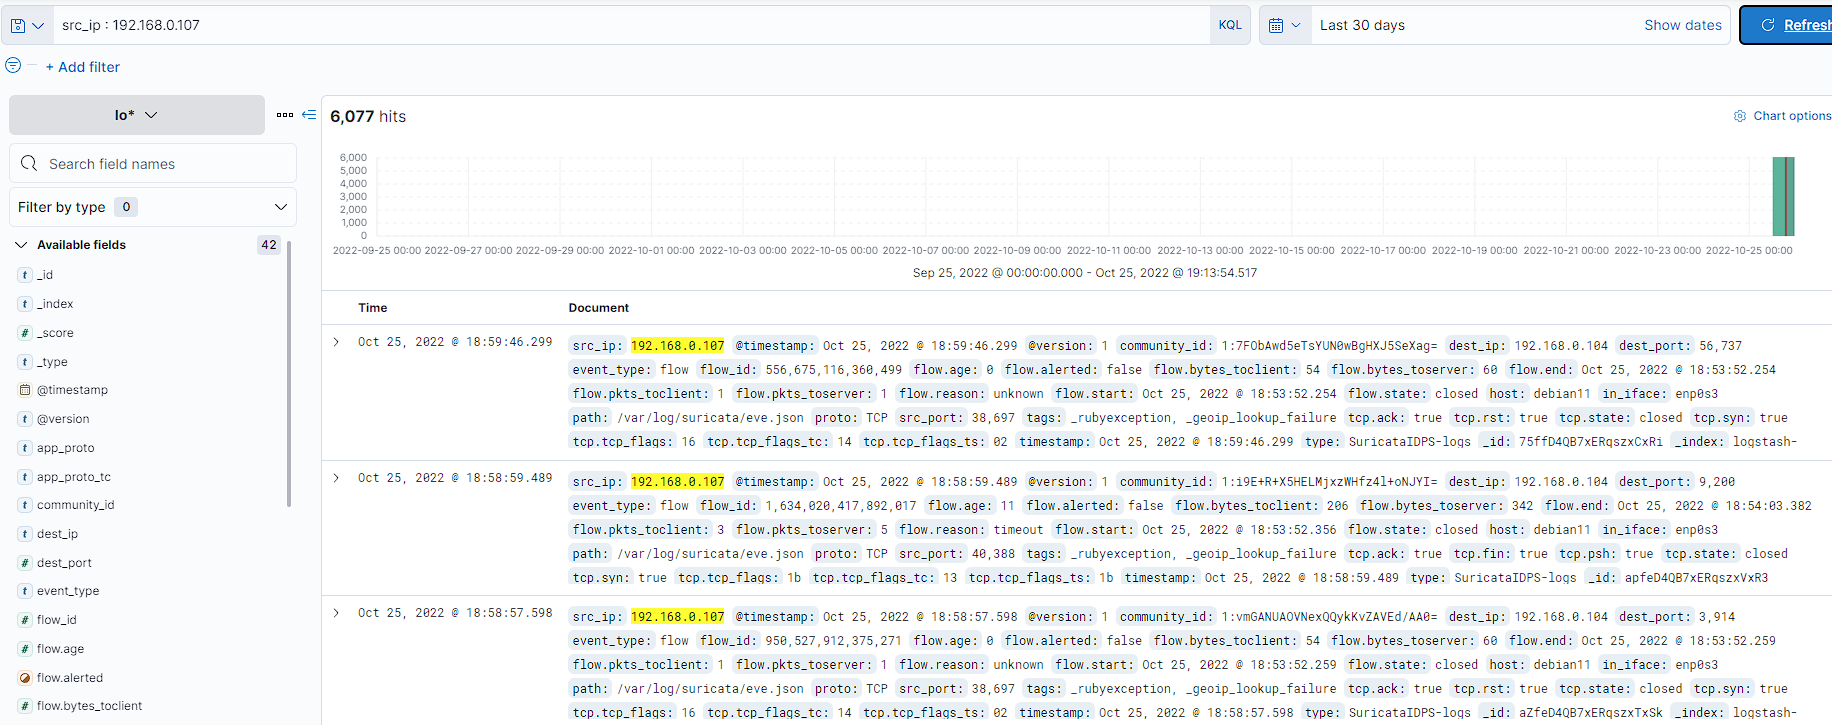 src_ip : 192.168.0.107 KQL Last 30 days Show dates Refresh
+ Add filter
lo*
6,077 hits Chart options
Search field names
Filter by type 0
Available fields 42
_id
_index
_score
_type
@timestamp
@version
app_proto
app_proto_tc
community_id
dest_ip
dest_port
event_type
flow_id
flow.age
flow.alerted
flow.bytes_toclient
6,000
5,000
4,000
3,000
2,000
1,000
0
2022-09-25 00:00 2022-09-27 00:00 2022-09-29 00:00 2022-10-01 00:00 2022-10-03 00:00 2022-10-05 00:00 2022-10-07 00:00 2022-10-09 00:00 2022-10-11 00:00 2022-10-13 00:00 2022-10-15 00:00 2022-10-17 00:00 2022-10-19 00:00 2022-10-21 00:00 2022-10-23 00:00 2022-10-25 00:00
Sep 25, 2022 @ 00:00:00.000 - Oct 25, 2022 @ 19:13:54.517
Time Document
Oct 25, 2022 @ 18:59:46.299 src_ip: 192.168.0.107 @timestamp: Oct 25, 2022 @ 18:59:46.299 @version: 1 community_id: 1:7FObAwd5eTsYUN0wBgHXJ5SeXag= dest_ip: 192.168.0.104 dest_port: 56,737
event_type: flow flow_id: 556,675,116,360,499 flow.age: 0 flow.alerted: false flow.bytes_toclient: 54 flow.bytes_toserver: 60 flow.end: Oct 25, 2022 @ 18:53:52.254
flow.pkts_toclient: 1 flow.pkts_toserver: 1 flow.reason: unknown flow.start: Oct 25, 2022 @ 18:53:52.254 flow.state: closed host: debian11 in_iface: enp0s3
path: /var/log/suricata/eve.json proto: TCP src_port: 38,697 tags: _rubyexception, _geoip_lookup_failure tcp.ack: true tcp.rst: true tcp.state: closed tcp.syn: true
tcp.tcp_flags: 16 tcp.tcp_flags_tc: 14 tcp.tcp_flags_ts: 02 timestamp: Oct 25, 2022 @ 18:59:46.299 type: SuricataIDPS-logs _id: 75ffD4QB7xERqszxCxRi _index: logstash-
Oct 25, 2022 @ 18:58:59.489 src_ip: 192.168.0.107 @timestamp: Oct 25, 2022 @ 18:58:59.489 @version: 1 community_id: 1:i9E+R+X5HELMjxzWHfz4l+oNJYI= dest_ip: 192.168.0.104 dest_port: 9,200
event_type: flow flow_id: 1,634,020,417,892,017 flow.age: 11 flow.alerted: false flow.bytes_toclient: 206 flow.bytes_toserver: 342 flow.end: Oct 25, 2022 @ 18:54:03.382
flow.pkts_toclient: 3 flow.pkts_toserver: 5 flow.reason: timeout flow.start: Oct 25, 2022 @ 18:53:52.356 flow.state: closed host: debian11 in_iface: enp0s3
path: /var/log/suricata/eve.json proto: TCP src_port: 40,388 tags: _rubyexception, _geoip_lookup_failure tcp.ack: true tcp.fin: true tcp.psh: true tcp.state: closed
tcp.syn: true tcp.tcp_flags: 1b tcp.tcp_flags_tc: 13 tcp.tcp_flags_ts: 1b timestamp: Oct 25, 2022 @ 18:58:59.489 type: SuricataIDPS-logs _id: apfeD4QB7xERqszxVxR3
Oct 25, 2022 @ 18:58:57.598 src_ip: 192.168.0.107 @timestamp: Oct 25, 2022 @ 18:58:57.598 @version: 1 community_id: 1:vmGANUAOVNexQQykKvZAVEd/AA0= dest_ip: 192.168.0.104 dest_port: 3,914
event_type: flow flow_id: 950,527,912,375,271 flow.age: 0 flow.alerted: false flow.bytes_toclient: 54 flow.bytes_toserver: 60 flow.end: Oct 25, 2022 @ 18:53:52.259
flow.pkts_toclient: 1 flow.pkts_toserver: 1 flow.reason: unknown flow.start: Oct 25, 2022 @ 18:53:52.259 flow.state: closed host: debian11 in_iface: enp0s3
path: /var/log/suricata/eve.json proto: TCP src_port: 38,697 tags: _rubyexception, _geoip_lookup_failure tcp.ack: true tcp.rst: true tcp.state: closed tcp.syn: true
tcp.tcp_flags: 16 tcp.tcp_flags_tc: 14 tcp.tcp_flags_ts: 02 timestamp: Oct 25, 2022 @ 18:58:57.598 type: SuricataIDPS-logs _id: aZfeD4QB7xERqszxTxSk _index: logstash-